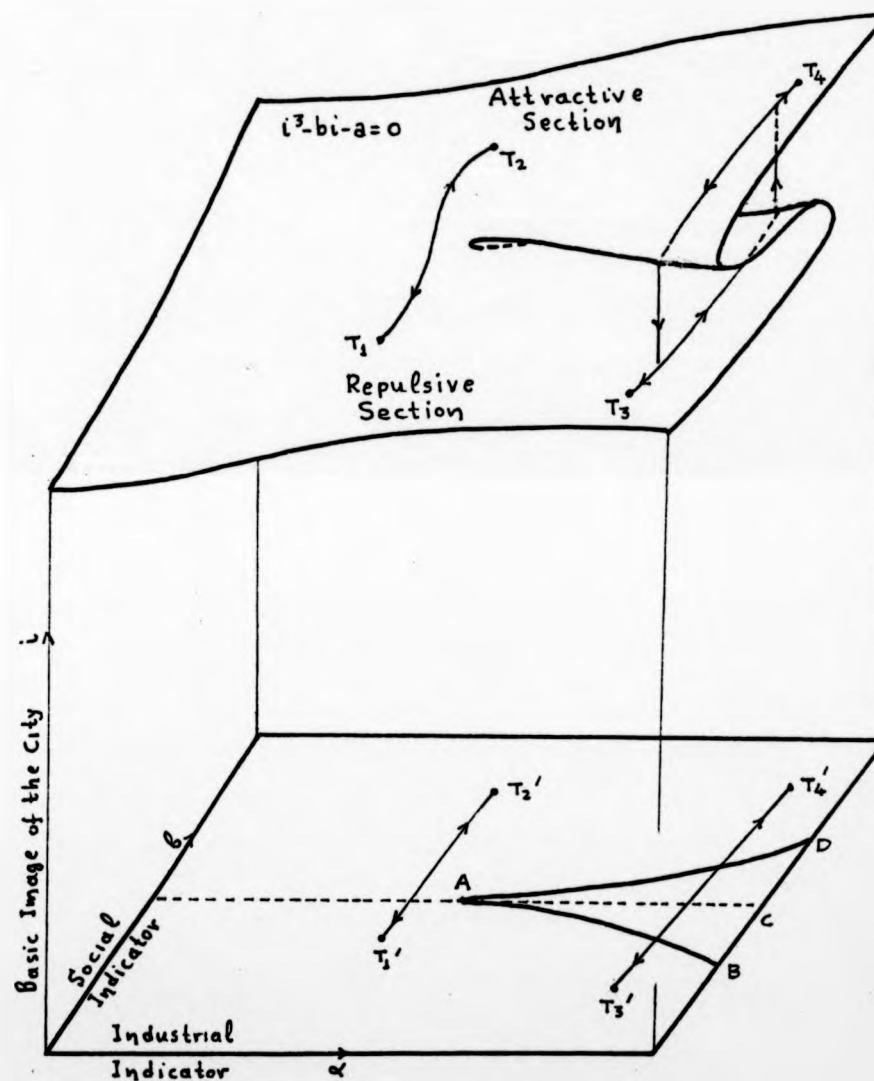 Attractive
Section
i³-bi-a=0
T₄
T₂
T₁
Repulsive
Section
T₃
Basic Image of the City
i
Social
Indicator
b
T₂'
T₄'
A
D
C
B
T₁'
T₃'
Industrial
Indicator
a